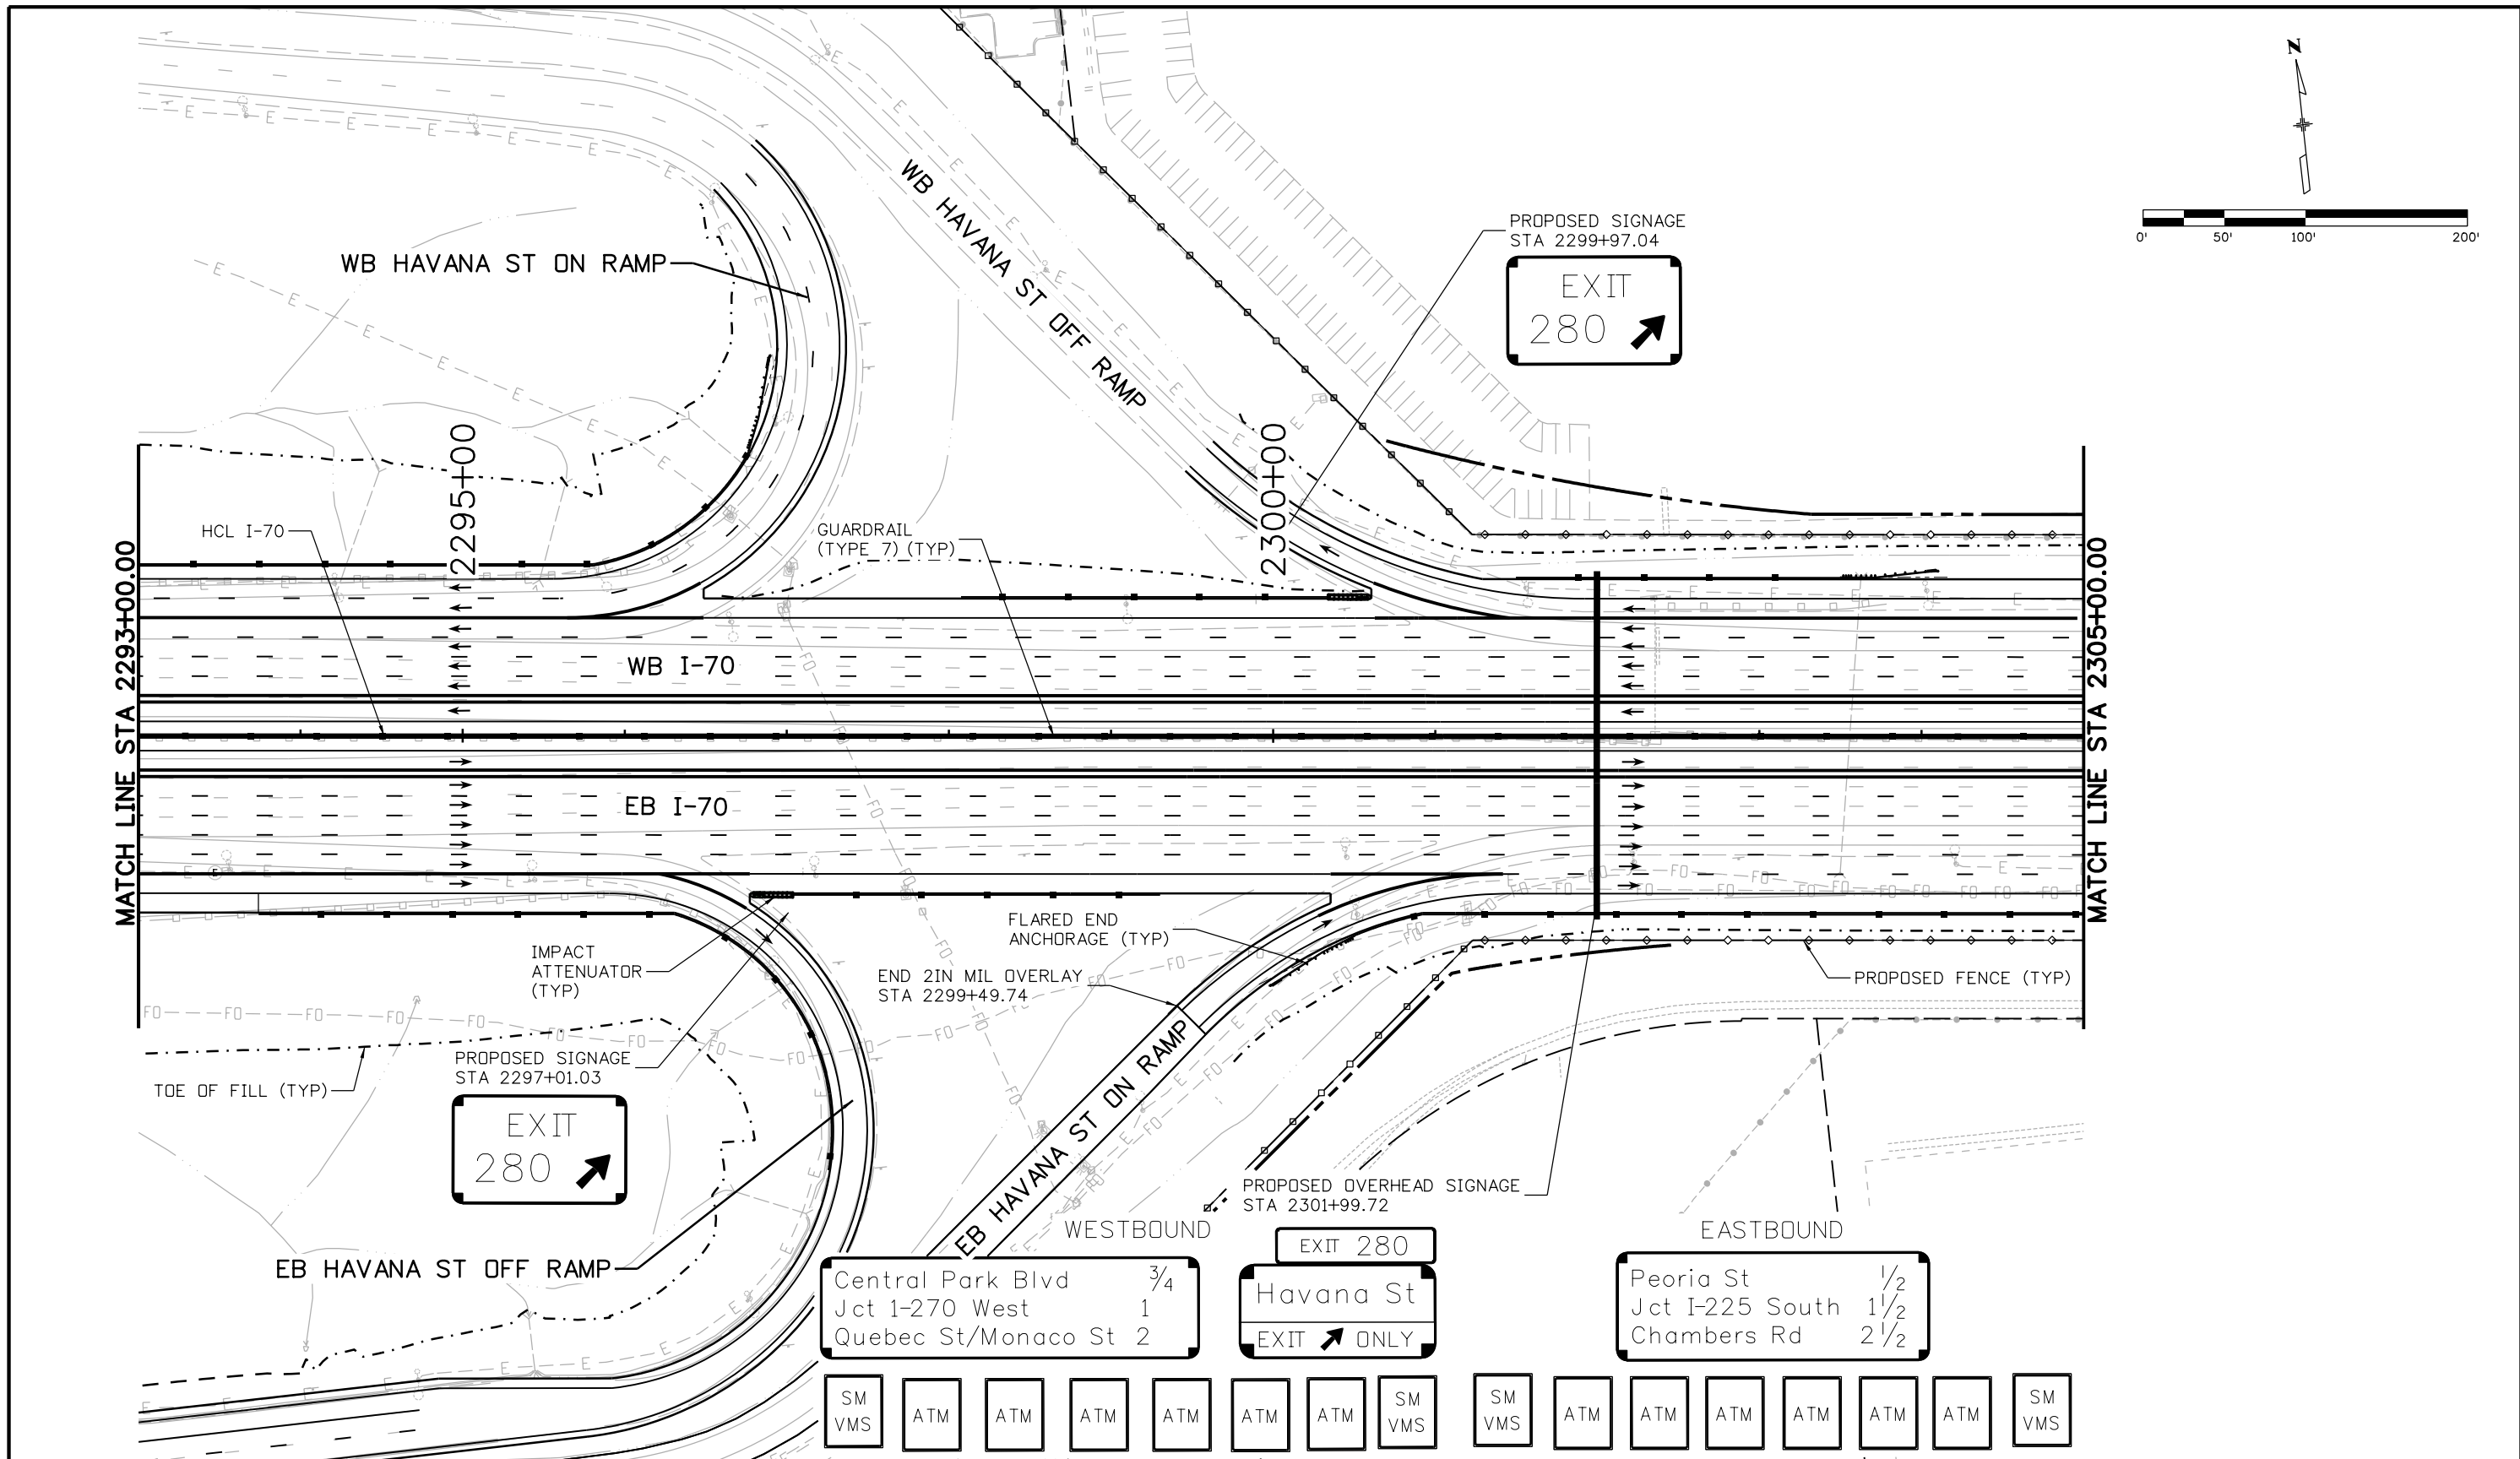 N
0' 50' 100' 200'
PROPOSED SIGNAGE
STA 2299+97.04
EXIT
280
WB HAVANA ST ON RAMP
WB HAVANA ST OFF RAMP
2295+00
2300+00
HCL I-70
GUARDRAIL
(TYPE 7) (TYP)
MATCH LINE STA 2293+00.00
MATCH LINE STA 2305+00.00
WB I-70
EB I-70
IMPACT
ATTENUATOR
(TYP)
FLARED END
ANCHORAGE (TYP)
END 2IN MIL OVERLAY
STA 2299+49.74
PROPOSED FENCE (TYP)
PROPOSED SIGNAGE
STA 2297+01.03
TOE OF FILL (TYP)
EXIT
280
EB HAVANA ST OFF RAMP
EB HAVANA ST ON RAMP
PROPOSED OVERHEAD SIGNAGE
STA 2301+99.72
WESTBOUND
EASTBOUND
Central Park Blvd 3/4
Jct 1-270 West 1
Quebec St/Monaco St 2
EXIT 280
Havana St
EXIT ONLY
Peoria St 1/2
Jct I-225 South 1 1/2
Chambers Rd 2 1/2
SM
VMS
ATM
ATM
ATM
ATM
ATM
ATM
SM
VMS
SM
VMS
ATM
ATM
ATM
ATM
ATM
ATM
SM
VMS